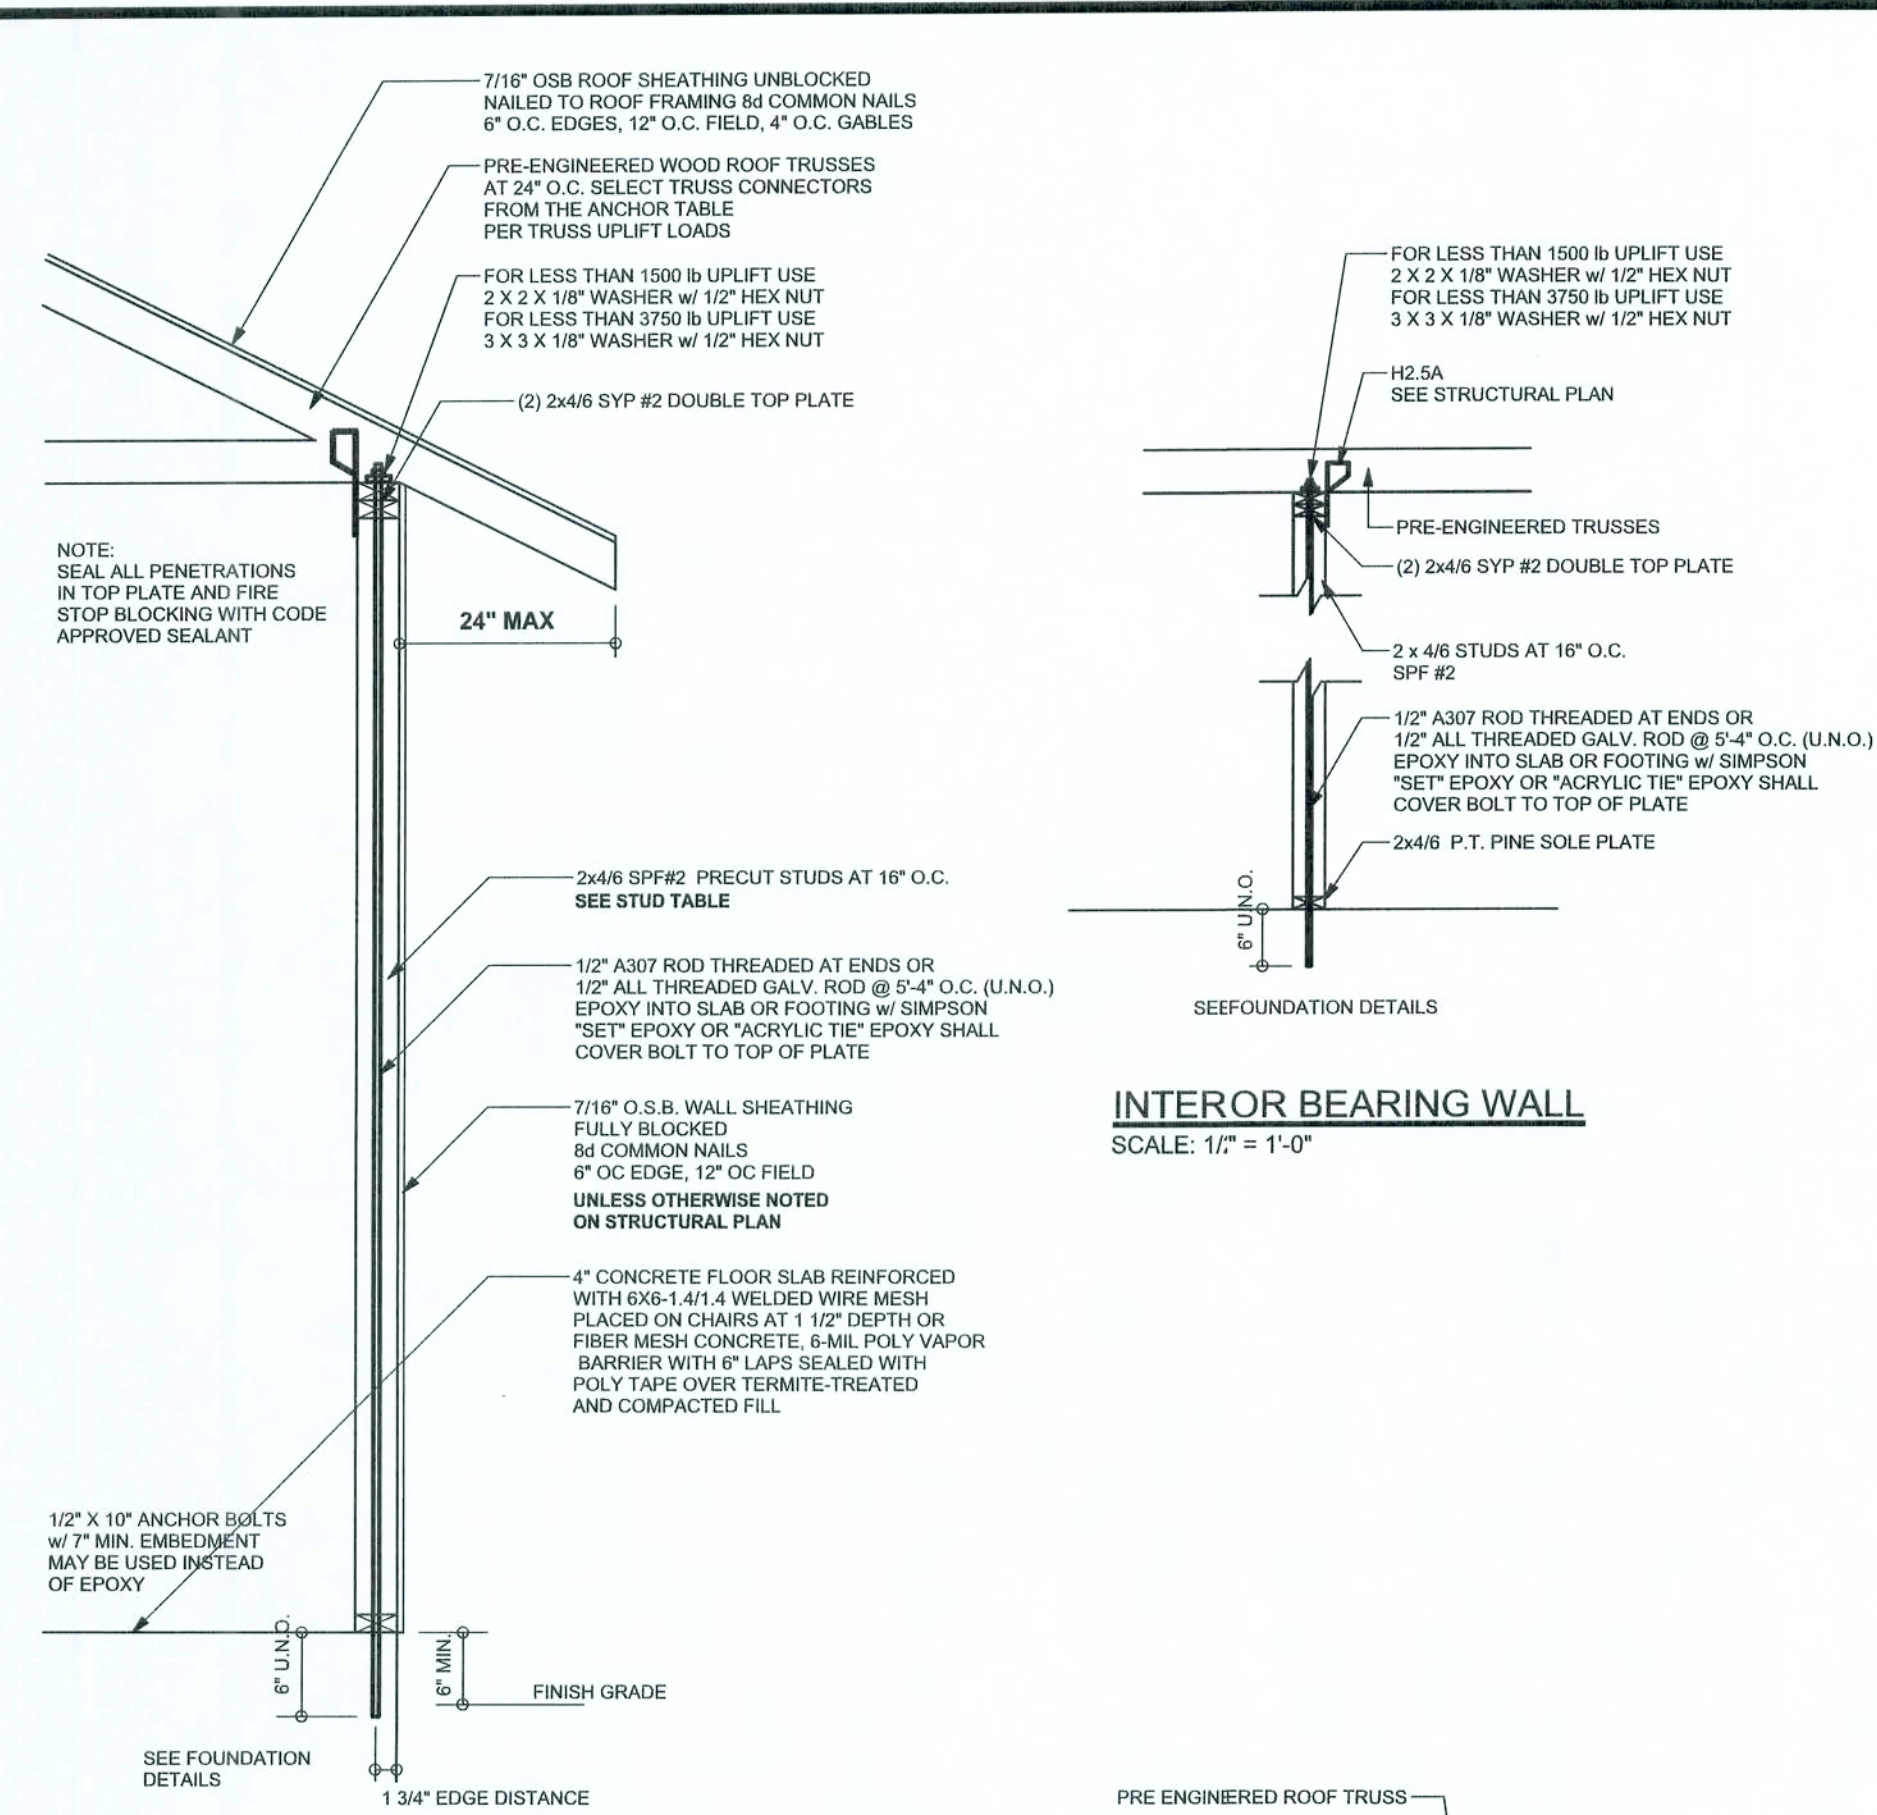 7/16" OSB ROOF SHEATHING UNBLOCKED
NAILED TO ROOF FRAMING 8d COMMON NAILS
6" O.C. EDGES, 12" O.C. FIELD, 4" O.C. GABLES
PRE-ENGINEERED WOOD ROOF TRUSSES
AT 24" O.C. SELECT TRUSS CONNECTORS
FROM THE ANCHOR TABLE
PER TRUSS UPLIFT LOADS
FOR LESS THAN 1500 lb UPLIFT USE
2 X 2 X 1/8" WASHER w/ 1/2" HEX NUT
FOR LESS THAN 3750 lb UPLIFT USE
3 X 3 X 1/8" WASHER w/ 1/2" HEX NUT
(2) 2x4/6 SYP #2 DOUBLE TOP PLATE
NOTE:
SEAL ALL PENETRATIONS
IN TOP PLATE AND FIRE
STOP BLOCKING WITH CODE
APPROVED SEALANT
24" MAX
2x4/6 SPF#2 PRECUT STUDS AT 16" O.C.
SEE STUD TABLE
1/2" A307 ROD THREADED AT ENDS OR
1/2" ALL THREADED GALV. ROD @ 5'-4" O.C. (U.N.O.)
EPOXY INTO SLAB OR FOOTING w/ SIMPSON
"SET" EPOXY OR "ACRYLIC TIE" EPOXY SHALL
COVER BOLT TO TOP OF PLATE
7/16" O.S.B. WALL SHEATHING
FULLY BLOCKED
8d COMMON NAILS
6" OC EDGE, 12" OC FIELD
UNLESS OTHERWISE NOTED
ON STRUCTURAL PLAN
4" CONCRETE FLOOR SLAB REINFORCED
WITH 6X6-1.4/1.4 WELDED WIRE MESH
PLACED ON CHAIRS AT 1 1/2" DEPTH OR
FIBER MESH CONCRETE, 6-MIL POLY VAPOR
BARRIER WITH 6" LAPS SEALED WITH
POLY TAPE OVER TERMITE-TREATED
AND COMPACTED FILL
1/2" X 10" ANCHOR BOLTS
w/ 7" MIN. EMBEDMENT
MAY BE USED INSTEAD
OF EPOXY
6" U.N.O.
6" MIN.
FINISH GRADE
SEE FOUNDATION
DETAILS
1 3/4" EDGE DISTANCE
FOR LESS THAN 1500 lb UPLIFT USE
2 X 2 X 1/8" WASHER w/ 1/2" HEX NUT
FOR LESS THAN 3750 lb UPLIFT USE
3 X 3 X 1/8" WASHER w/ 1/2" HEX NUT
H2.5A
SEE STRUCTURAL PLAN
PRE-ENGINEERED TRUSSES
(2) 2x4/6 SYP #2 DOUBLE TOP PLATE
2 x 4/6 STUDS AT 16" O.C.
SPF #2
1/2" A307 ROD THREADED AT ENDS OR
1/2" ALL THREADED GALV. ROD @ 5'-4" O.C. (U.N.O.)
EPOXY INTO SLAB OR FOOTING w/ SIMPSON
"SET" EPOXY OR "ACRYLIC TIE" EPOXY SHALL
COVER BOLT TO TOP OF PLATE
2x4/6 P.T. PINE SOLE PLATE
6" U.N.O.
SEEFOUNDATION DETAILS
INTEROR BEARING WALL
SCALE: = 1'-0"
PRE ENGINEERED ROOF TRUSS